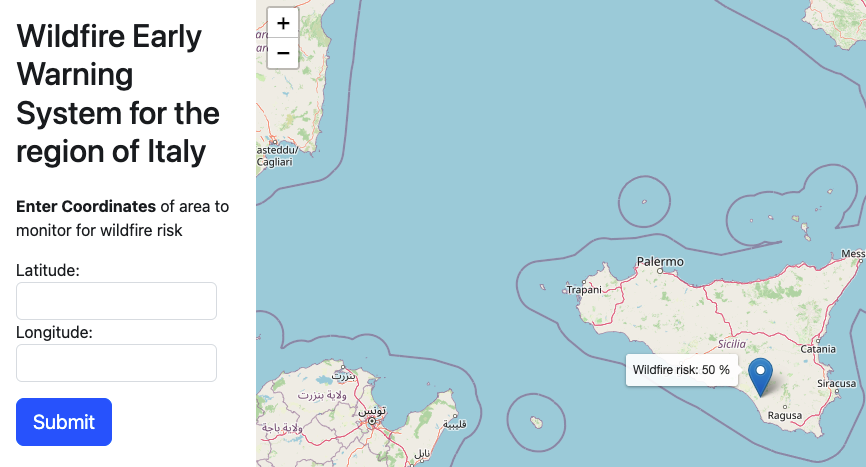 Wildfire Early
Warning
System for the
region of Italy
Enter Coordinates of area to
monitor for wildfire risk
Latitude:
Longitude:
Submit
+
−
asteddu/
Cagliari
Palermo
Mess
Trapani
Sicilia
Catania
Wildfire risk: 50 %
Siracusa
Ragusa
بنزرت
ولاية بنزرت
تونس
قليبية
ولاية باجة
نابل